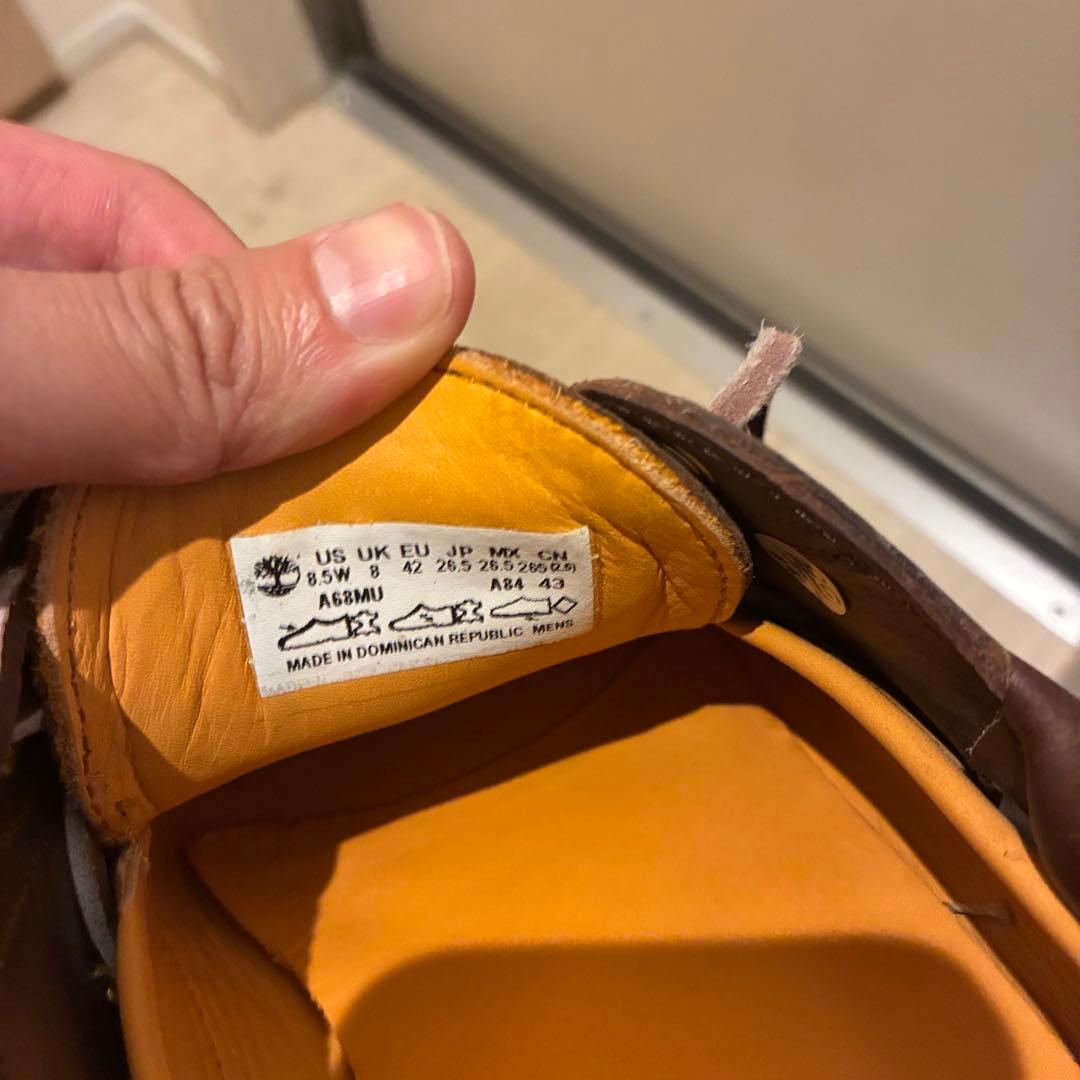 US UK EU JP MX CN
8.5W 8 42 26.5 26.5 265(2.5)
A68MU A84 43
MADE IN DOMINICAN REPUBLIC MENS